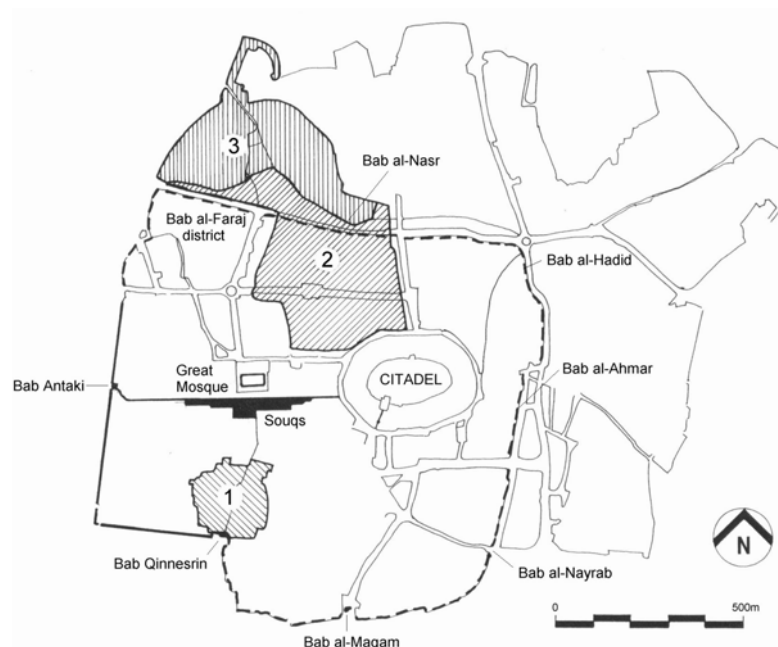 3
Bab al-Nasr
Bab al-Faraj
district
2
Bab al-Hadid
Great
Mosque
CITADEL
Bab al-Ahmar
Bab Antaki
Souqs
1
Bab Qinnesrin
N
Bab al-Nayrab
0
500m
Bab al-Maqam